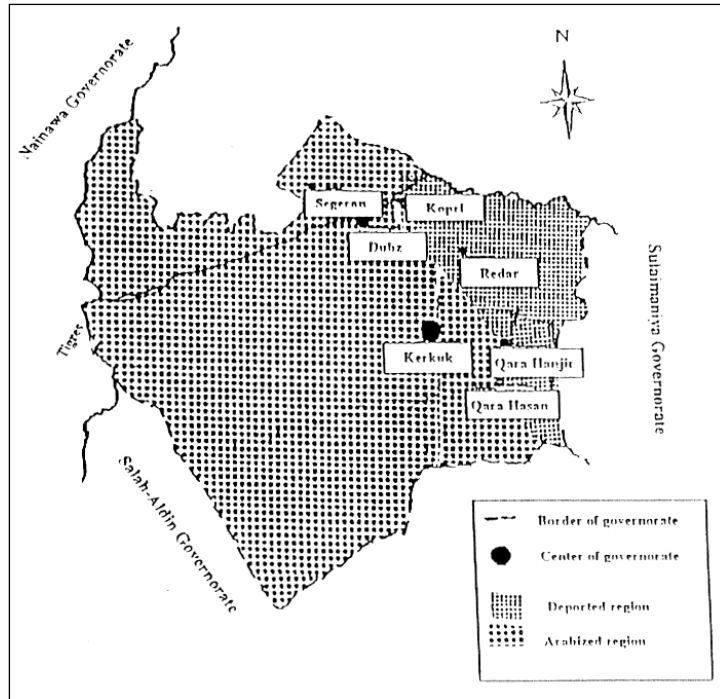 N
Nainawa Governorate
Segeran
Koprl
Dubz
Redar
Sulaimaniya Governorate
Tigres
Kerkuk
Qara Hanjir
Qara Hasan
Salah-Aldin Governorate
Border of governorate
Center of governorate
Deported region
Arabized region